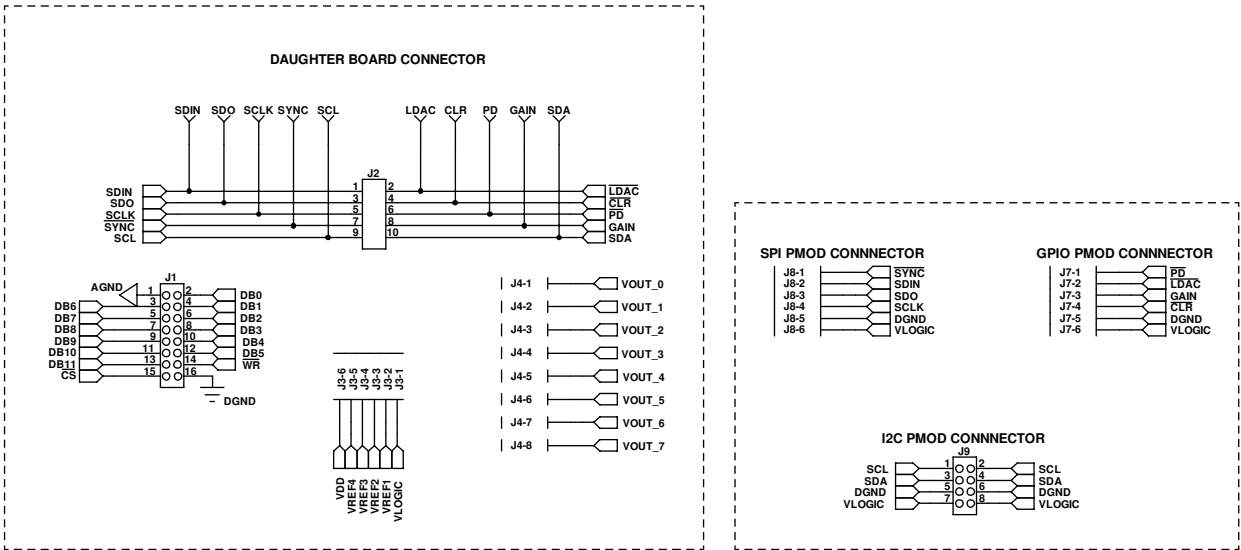 DAUGHTER BOARD CONNECTOR
SDIN SDO SCLK SYNC SCL LDAC CLR PD GAIN SDA
J2
SDIN 1 2 LDAC
SDO 3 4 CLR
SCLK 5 6 PD
SYNC 7 8 GAIN
SCL 9 10 SDA
J1
AGND 1 2 DB0
DB6 3 4 DB1
DB7 5 6 DB2
DB8 7 8 DB3
DB9 9 10 DB4
DB10 11 12 DB5
DB11 13 14 WR
CS 15 16
DGND
J3-6 J3-5 J3-4 J3-3 J3-2 J3-1
VDD VREF4 VREF3 VREF2 VREF1 VLOGIC
J4-1 VOUT_0
J4-2 VOUT_1
J4-3 VOUT_2
J4-4 VOUT_3
J4-5 VOUT_4
J4-6 VOUT_5
J4-7 VOUT_6
J4-8 VOUT_7
SPI PMOD CONNNECTOR
J8-1 SYNC
J8-2 SDIN
J8-3 SDO
J8-4 SCLK
J8-5 DGND
J8-6 VLOGIC
GPIO PMOD CONNNECTOR
J7-1 PD
J7-2 LDAC
J7-3 GAIN
J7-4 CLR
J7-5 DGND
J7-6 VLOGIC
I2C PMOD CONNNECTOR
J9
SCL 1 2 SCL
SDA 3 4 SDA
DGND 5 6 DGND
VLOGIC 7 8 VLOGIC